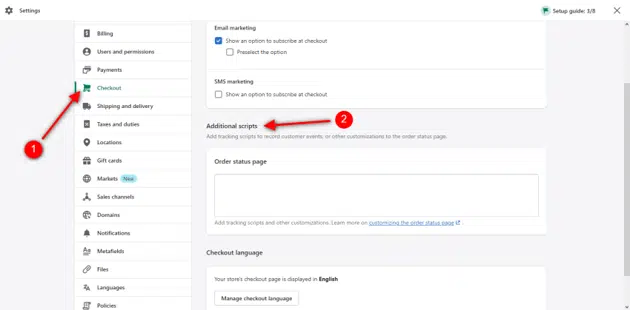 Settings
Setup guide: 3/8
Billing
Users and permissions
Payments
Checkout
Shipping and delivery
Taxes and duties
Locations
Gift cards
Markets New
Sales channels
Domains
Notifications
Metafields
Files
Languages
Policies
1
Email marketing
Show an option to subscribe at checkout
Preselect the option
SMS marketing
Show an option to subscribe at checkout
Additional scripts
2
Add tracking scripts to record customer events, or other customisations to the order status page.
Order status page
Add tracking scripts and other customizations. Learn more on customizing the order status page
Checkout language
Your store's checkout page is displayed in English
Manage checkout language